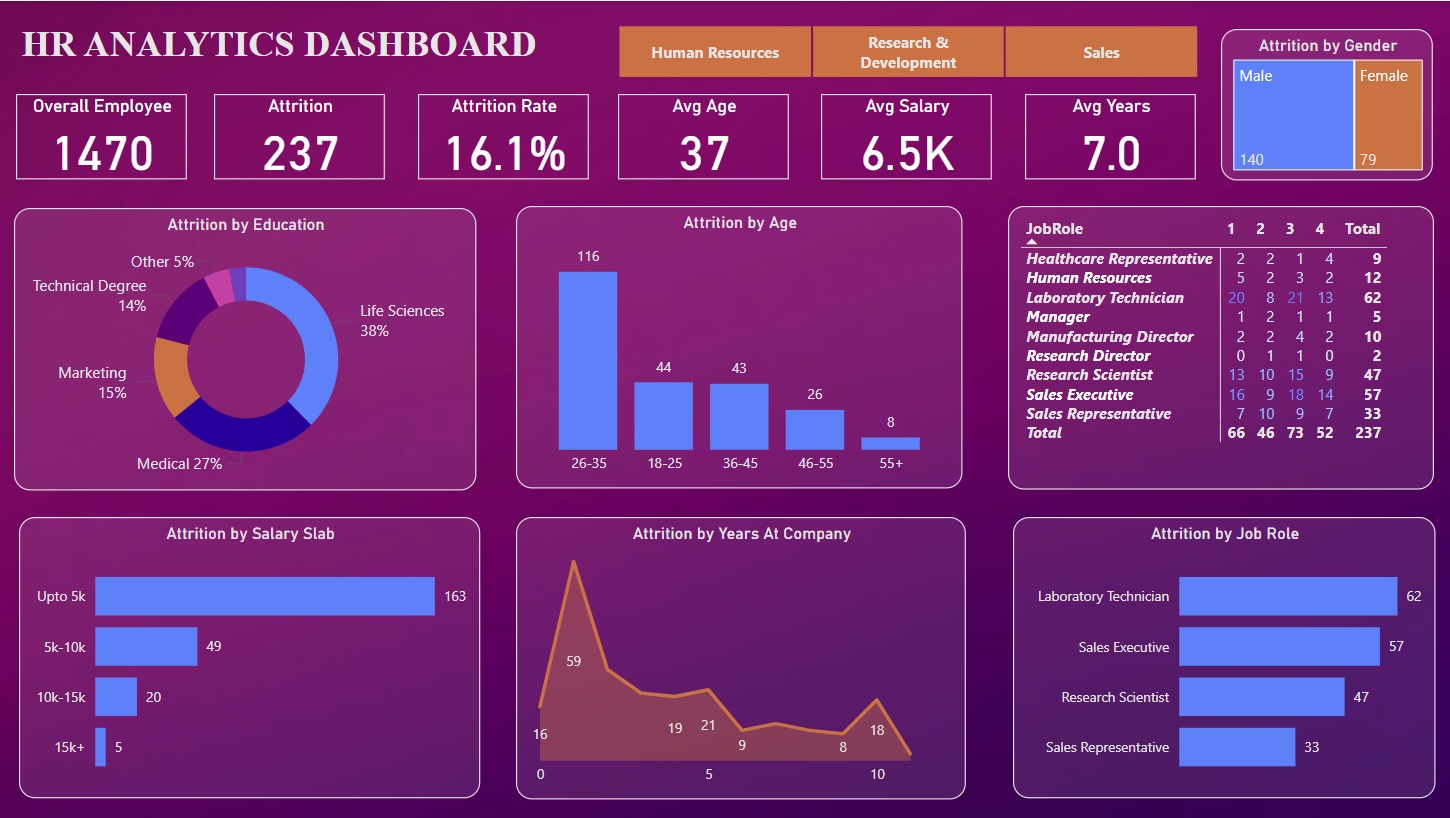 HR ANALYTICS DASHBOARD
Human Resources
Research &
Development
Sales
Attrition by Gender
Male
Female
140
79
Overall Employee
1470
Attrition
237
Attrition Rate
16.1%
Avg Age
37
Avg Salary
6.5K
Avg Years
7.0
Attrition by Education
Other 5%
Technical Degree
14%
Life Sciences
38%
Marketing
15%
Medical 27%
Attrition by Age
116
44
43
26
8
26-35 18-25 36-45 46-55 55+
JobRole 1 2 3 4 Total
Healthcare Representative 2 2 1 4 9
Human Resources 5 2 3 2 12
Laboratory Technician 20 8 21 13 62
Manager 1 2 1 1 5
Manufacturing Director 2 2 4 2 10
Research Director 0 1 1 0 2
Research Scientist 13 10 15 9 47
Sales Executive 16 9 18 14 57
Sales Representative 7 10 9 7 33
Total 66 46 73 52 237
Attrition by Salary Slab
Upto 5k 163
5k-10k 49
10k-15k 20
15k+ 5
Attrition by Years At Company
59
16
19
21
9
8
18
0 5 10
Attrition by Job Role
Laboratory Technician 62
Sales Executive 57
Research Scientist 47
Sales Representative 33